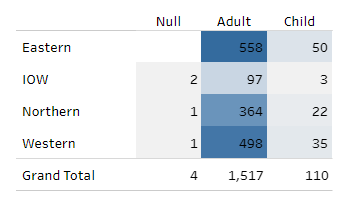 Null Adult Child
Eastern 558 50
IOW 2 97 3
Northern 1 364 22
Western 1 498 35
Grand Total 4 1,517 110